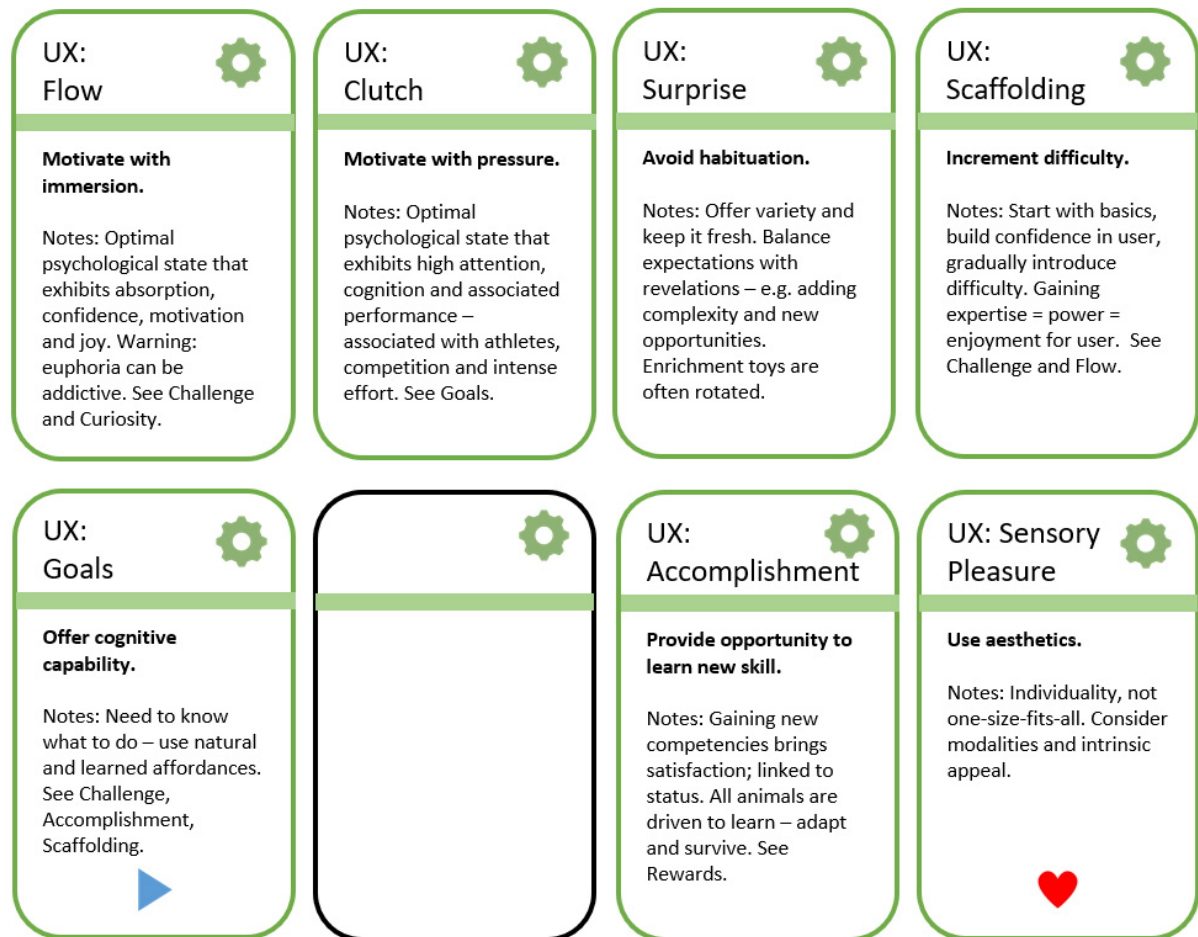 UX:
Flow
Motivate with
immersion.
Notes: Optimal
psychological state that
exhibits absorption,
confidence, motivation
and joy. Warning:
euphoria can be
addictive. See Challenge
and Curiosity.
UX:
Clutch
Motivate with pressure.
Notes: Optimal
psychological state that
exhibits high attention,
cognition and associated
performance –
associated with athletes,
competition and intense
effort. See Goals.
UX:
Surprise
Avoid habituation.
Notes: Offer variety and
keep it fresh. Balance
expectations with
revelations – e.g. adding
complexity and new
opportunities.
Enrichment toys are
often rotated.
UX:
Scaffolding
Increment difficulty.
Notes: Start with basics,
build confidence in user,
gradually introduce
difficulty. Gaining
expertise = power =
enjoyment for user. See
Challenge and Flow.
UX:
Goals
Offer cognitive
capability.
Notes: Need to know
what to do – use natural
and learned affordances.
See Challenge,
Accomplishment,
Scaffolding.
UX:
Accomplishment
Provide opportunity to
learn new skill.
Notes: Gaining new
competencies brings
satisfaction; linked to
status. All animals are
driven to learn – adapt
and survive. See
Rewards.
UX: Sensory
Pleasure
Use aesthetics.
Notes: Individuality, not
one-size-fits-all. Consider
modalities and intrinsic
appeal.